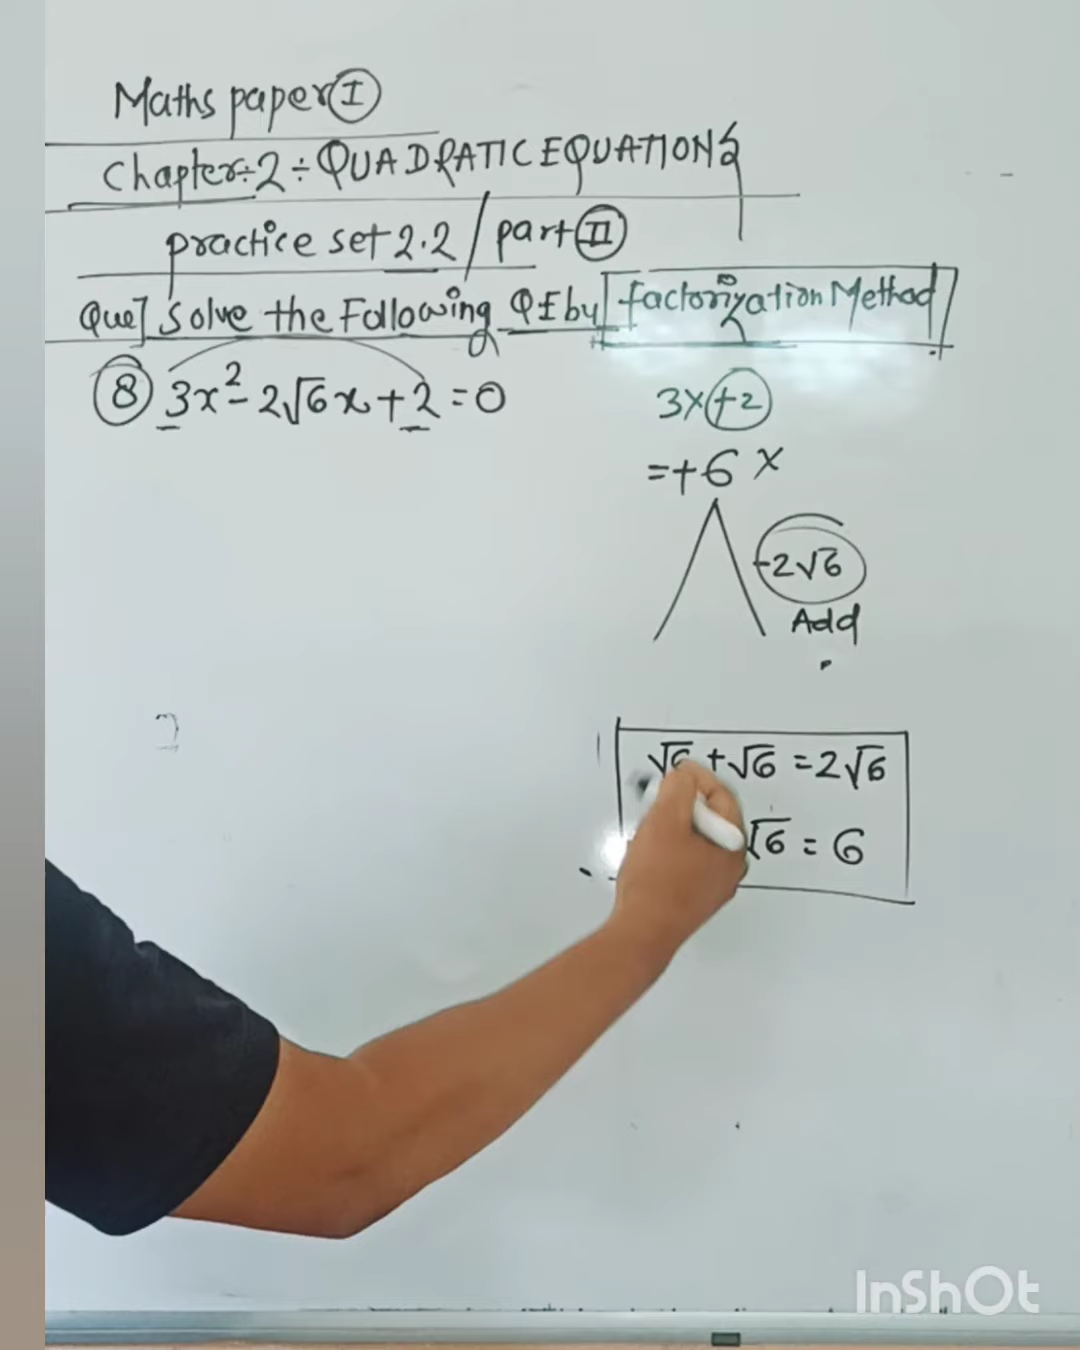 Maths paper I
Chapter÷2÷QUADRATIC EQUATIONS
practice set 2.2 / part II
Que] Solve the Following QE by factorization Method
8 3x²-2√6x+2=0
3×+2
=+6 ×
-2√6
Add
√6+√6=2√6
√6=6
InShOt